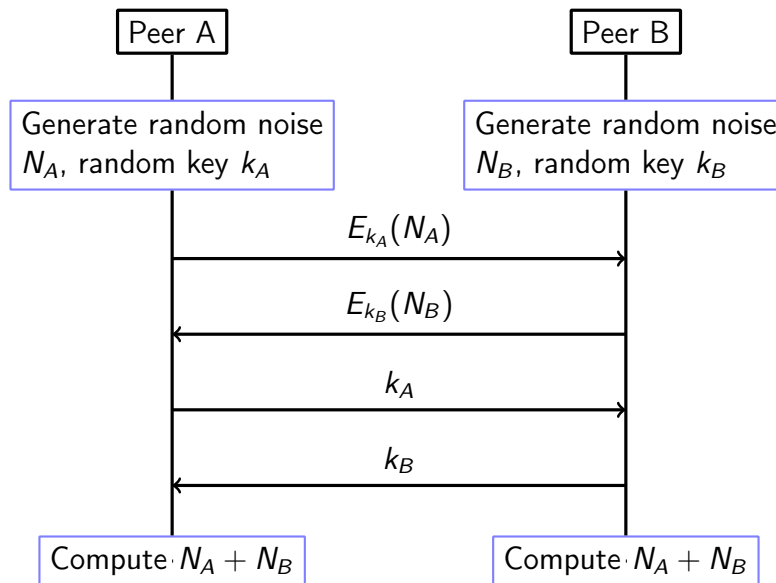 Peer A
Peer B
Generate random noise
N_A, random key k_A
Generate random noise
N_B, random key k_B
E_{k_A}(N_A)
E_{k_B}(N_B)
k_A
k_B
Compute N_A + N_B
Compute N_A + N_B